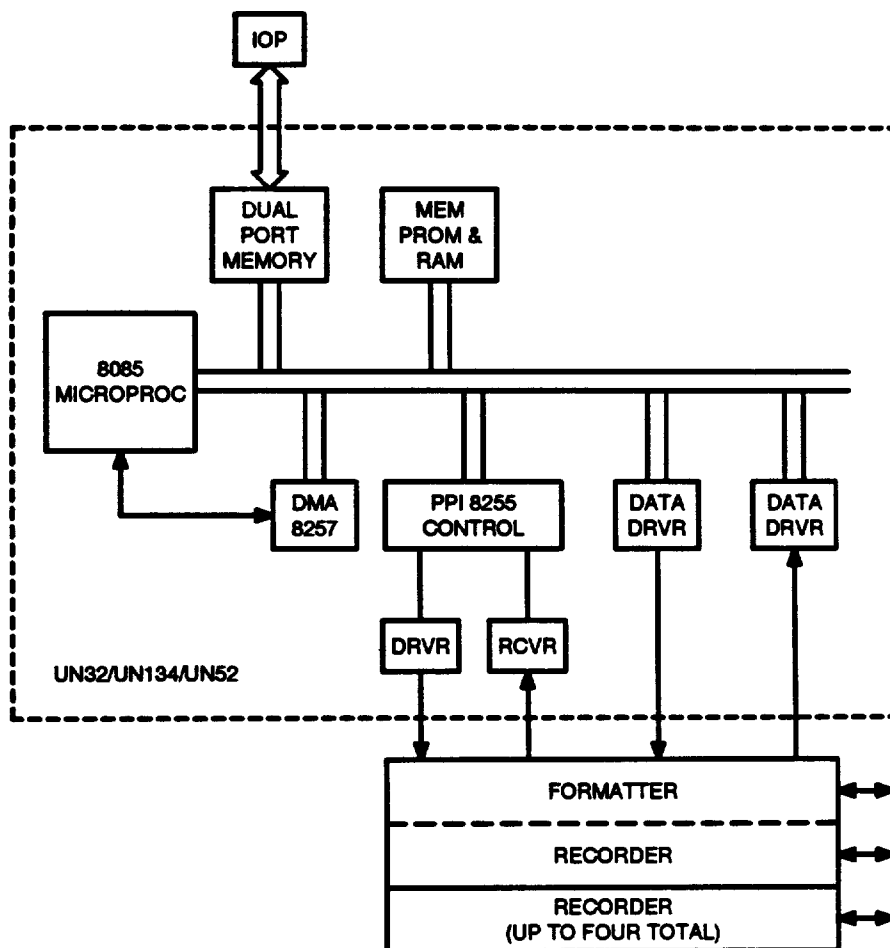 IOP
DUAL
PORT
MEMORY
MEM
PROM &
RAM
8085
MICROPROC
DMA
8257
PPI 8255
CONTROL
DATA
DRVR
DATA
DRVR
DRVR
RCVR
UN32/UN134/UN52
FORMATTER
RECORDER
RECORDER
(UP TO FOUR TOTAL)